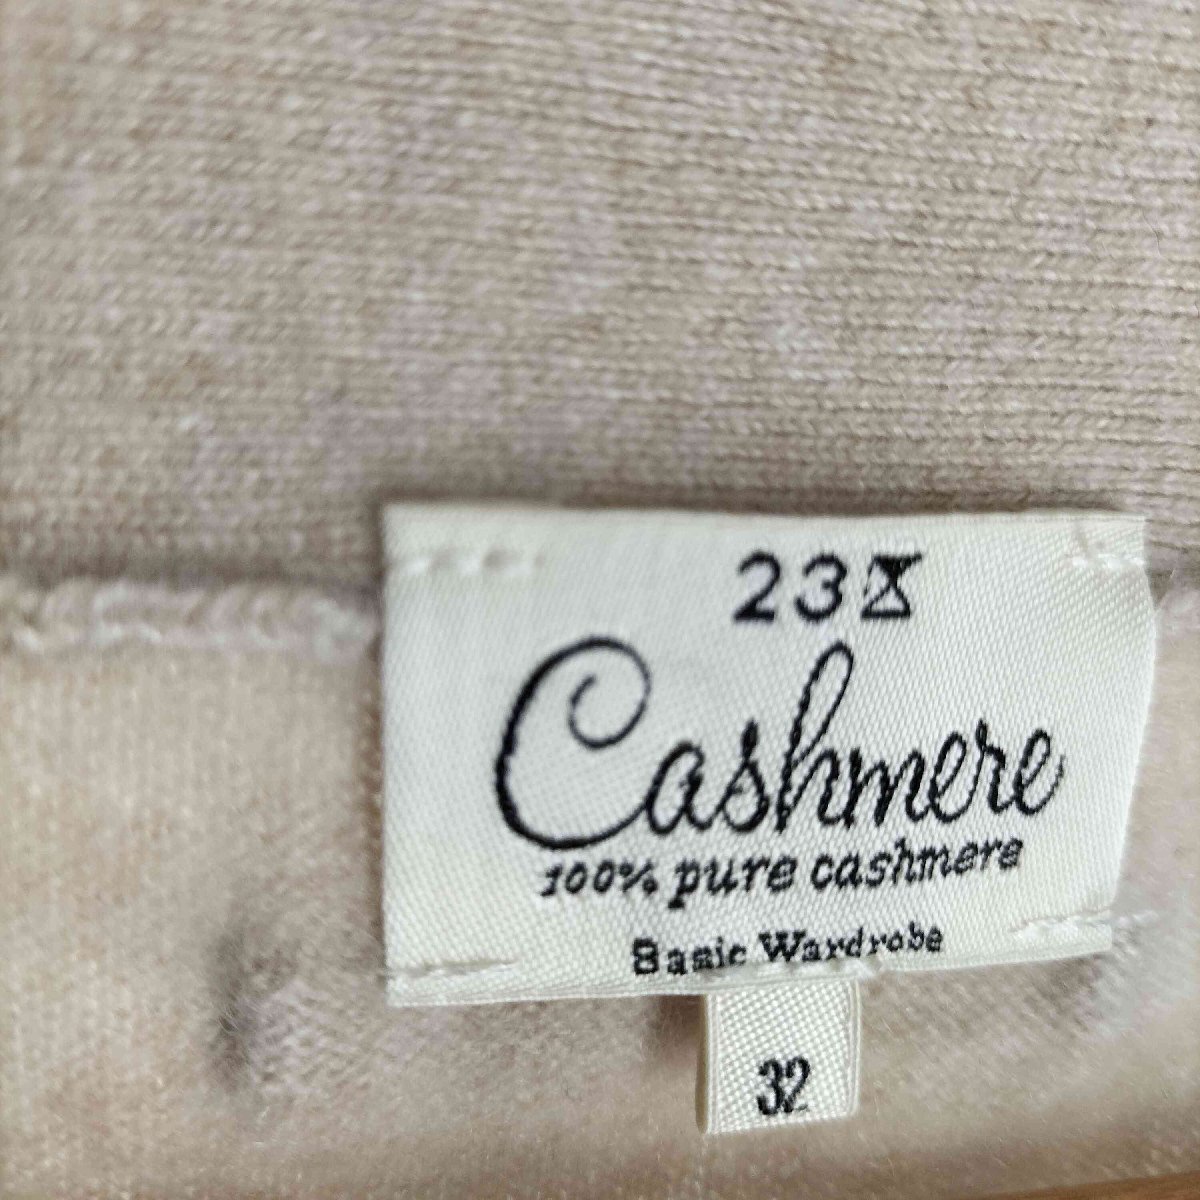 23区
Cashmere
100% pure cashmere
Basic Wardrobe
32